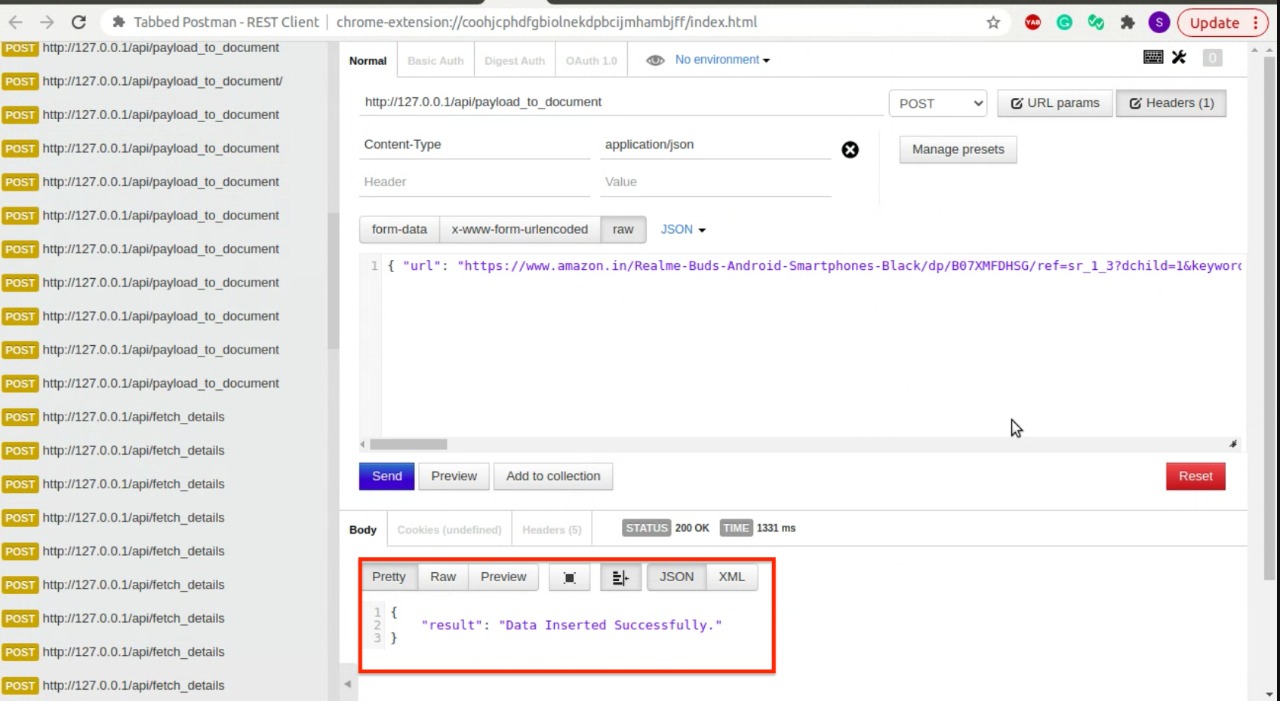 Tabbed Postman - REST Client | chrome-extension://coohjcphdfgbiolnekdpbcijmhambjff/index.html
YAB
S
Update
POST http://127.0.0.1/api/payload_to_document
POST http://127.0.0.1/api/payload_to_document/
POST http://127.0.0.1/api/payload_to_document
POST http://127.0.0.1/api/payload_to_document
POST http://127.0.0.1/api/payload_to_document
POST http://127.0.0.1/api/payload_to_document
POST http://127.0.0.1/api/payload_to_document
POST http://127.0.0.1/api/payload_to_document
POST http://127.0.0.1/api/payload_to_document
POST http://127.0.0.1/api/payload_to_document
POST http://127.0.0.1/api/payload_to_document
POST http://127.0.0.1/api/fetch_details
POST http://127.0.0.1/api/fetch_details
POST http://127.0.0.1/api/fetch_details
POST http://127.0.0.1/api/fetch_details
POST http://127.0.0.1/api/fetch_details
POST http://127.0.0.1/api/fetch_details
POST http://127.0.0.1/api/fetch_details
POST http://127.0.0.1/api/fetch_details
POST http://127.0.0.1/api/fetch_details
Normal Basic Auth Digest Auth OAuth 1.0 No environment 0
http://127.0.0.1/api/payload_to_document POST URL params Headers (1)
Content-Type application/json Manage presets
Header Value
form-data x-www-form-urlencoded raw JSON
1 { "url": "https://www.amazon.in/Realme-Buds-Android-Smartphones-Black/dp/B07XMFDHSG/ref=sr_1_3?dchild=1&keyword
Send Preview Add to collection Reset
Body Cookies (undefined) Headers (5) STATUS 200 OK TIME 1331 ms
Pretty Raw Preview JSON XML
1 {
2 "result": "Data Inserted Successfully."
3 }